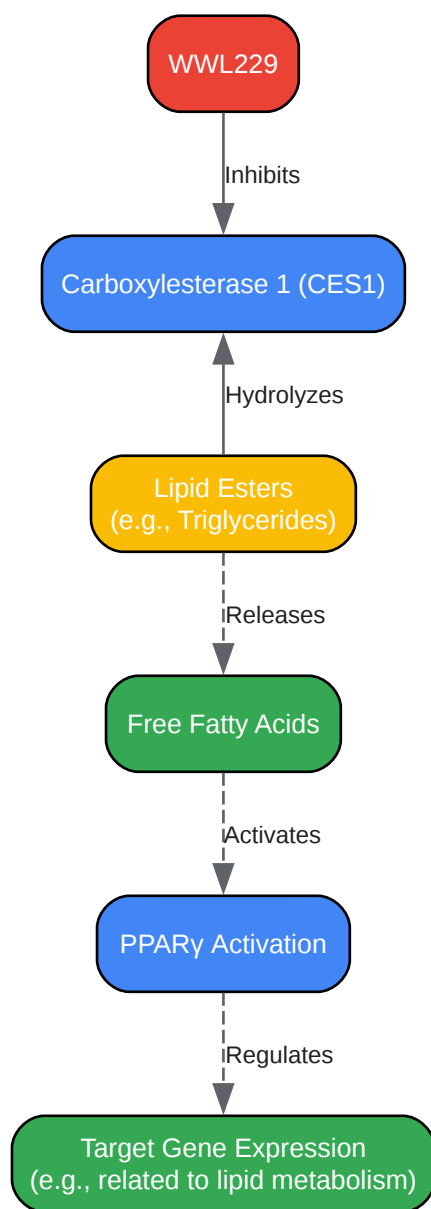 WWL229
Inhibits
Carboxylesterase 1 (CES1)
Hydrolyzes
Lipid Esters
(e.g., Triglycerides)
Releases
Free Fatty Acids
Activates
PPARγ Activation
Regulates
Target Gene Expression
(e.g., related to lipid metabolism)